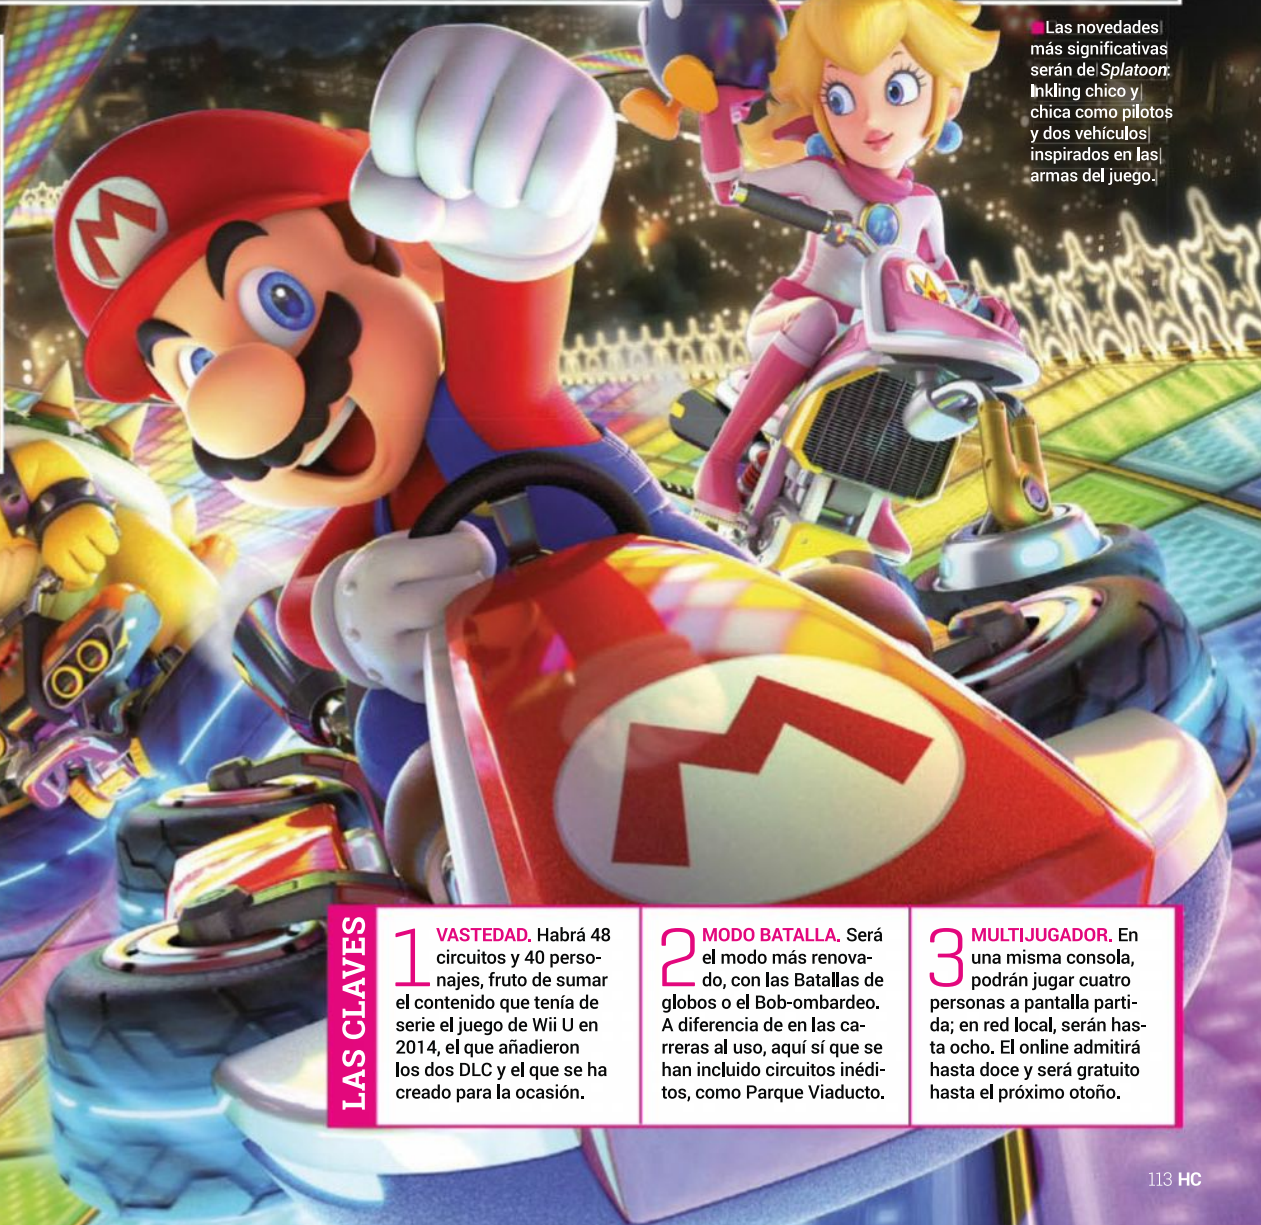 Las novedades
más significativas
serán de Splatoon:
Inkling chico y
chica como pilotos
y dos vehículos
inspirados en las
armas del juego.
M
M
LAS CLAVES
1 VASTEDAD. Habrá 48
circuitos y 40 perso-
najes, fruto de sumar
el contenido que tenía de
serie el juego de Wii U en
2014, el que añadieron
los dos DLC y el que se ha
creado para la ocasión.
2 MODO BATALLA. Será
el modo más renova-
do, con las Batallas de
globos o el Bob-ombardeo.
A diferencia de en las ca-
rreras al uso, aquí sí que se
han incluido circuitos inédi-
tos, como Parque Viaducto.
3 MULTIJUGADOR. En
una misma consola,
podrán jugar cuatro
personas a pantalla parti-
da; en red local, serán has-
ta ocho. El online admitirá
hasta doce y será gratuito
hasta el próximo otoño.
113 HC